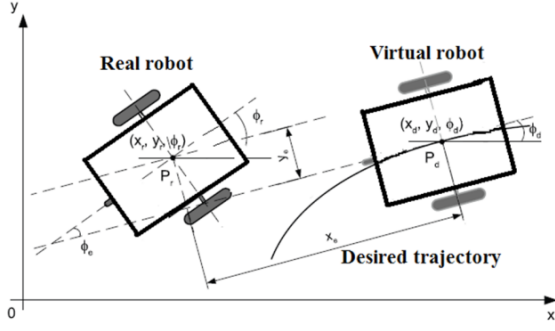 y
Real robot
Virtual robot
ϕr
(xr, yr, ϕr)
Pr
ye
(xd, yd, ϕd)
ϕd
Pd
ϕe
xe
Desired trajectory
0
x